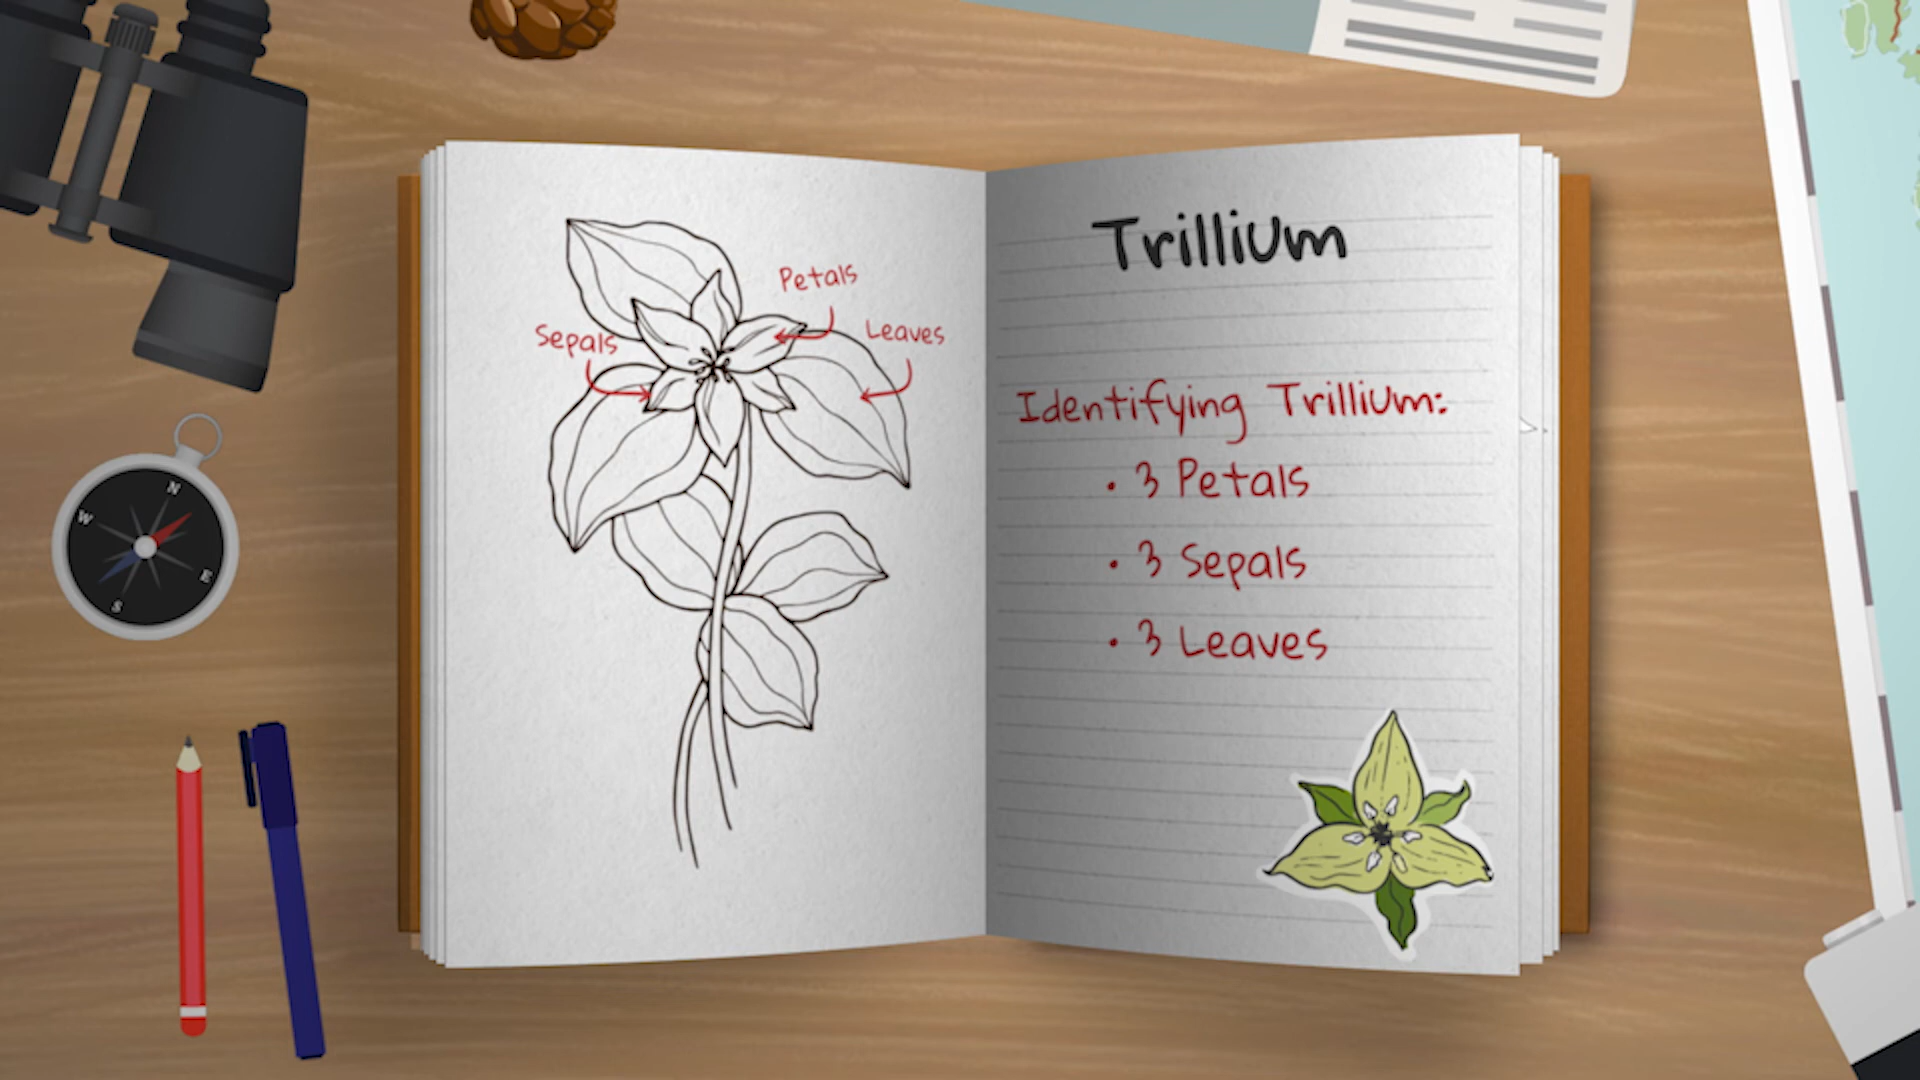 Petals
Sepals
Leaves
Trillium
Identifying Trillium:
• 3 Petals
• 3 Sepals
• 3 Leaves
N
W
E
S